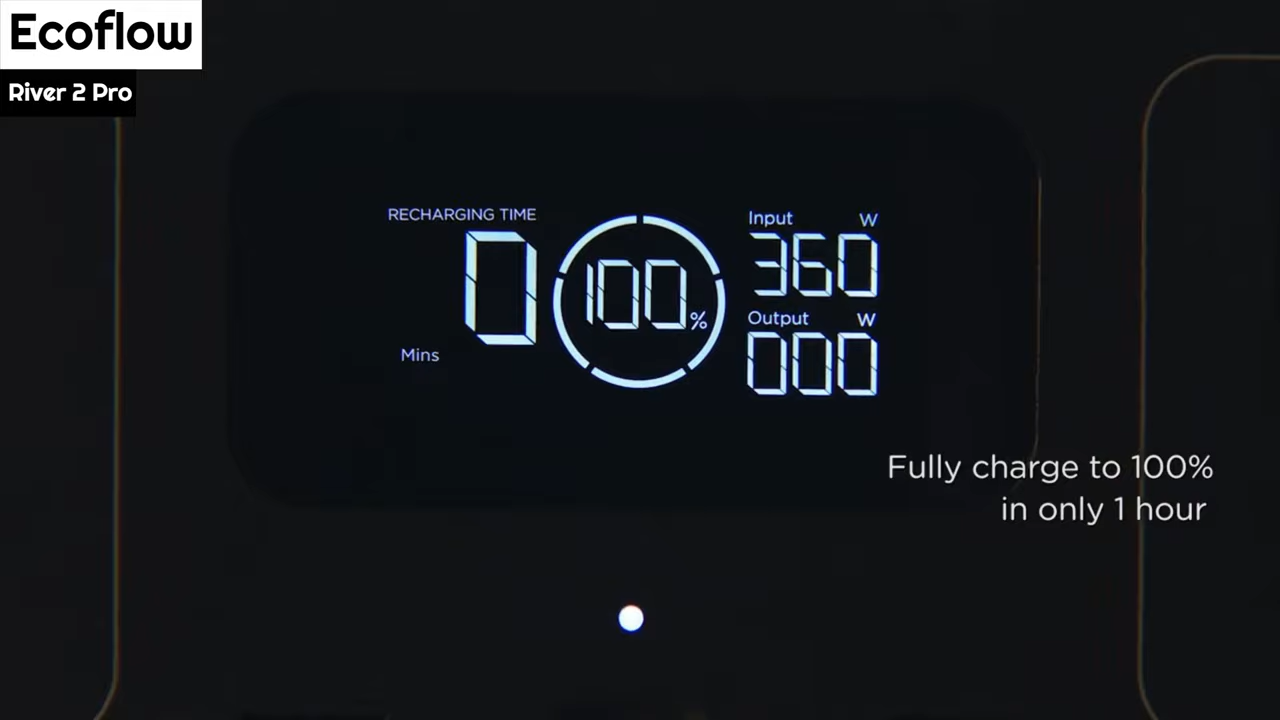 Ecoflow
River 2 Pro
RECHARGING TIME
0
Mins
100%
Input W
360
Output W
000
Fully charge to 100%
in only 1 hour